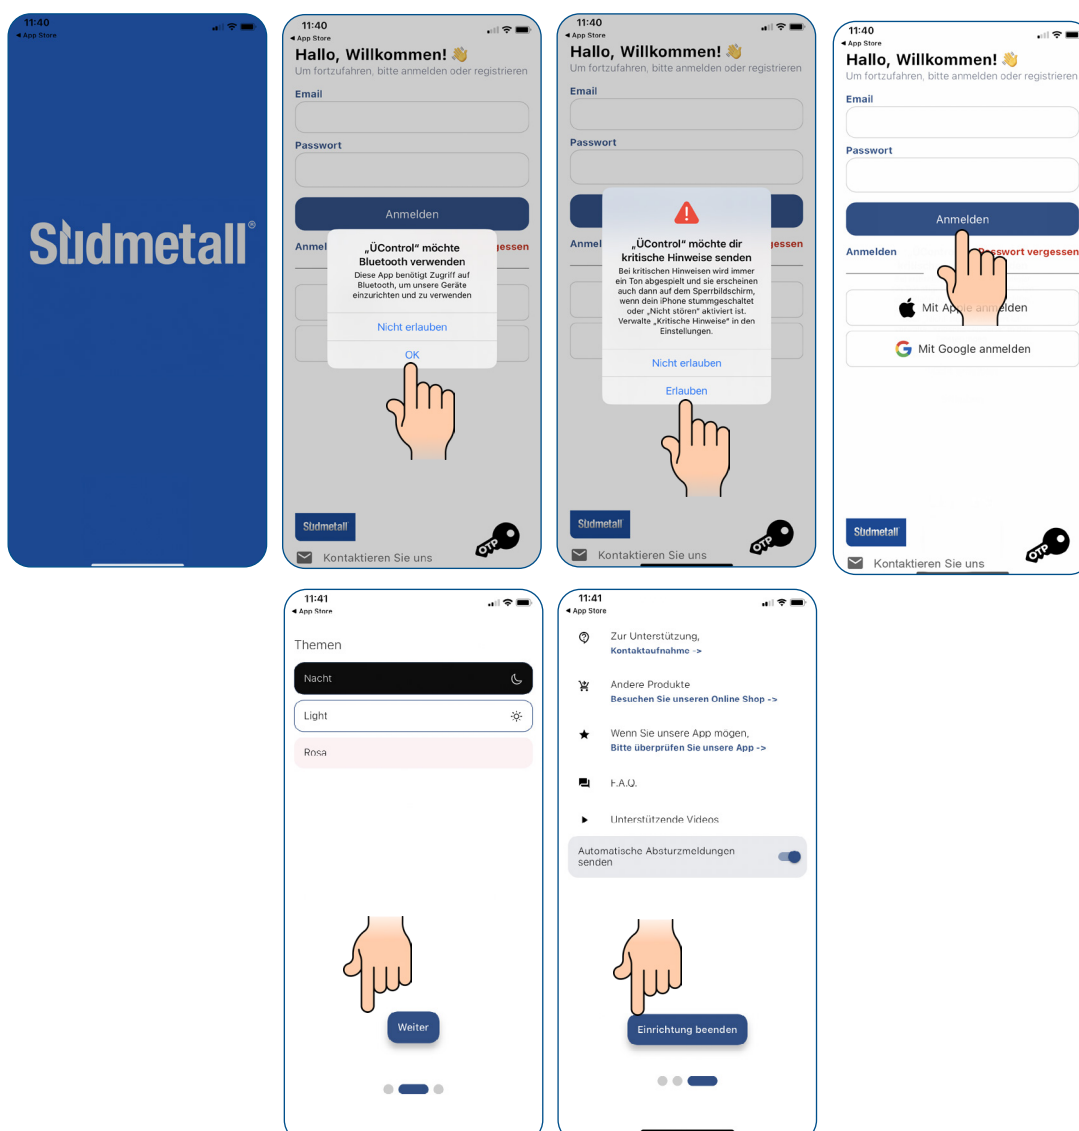 11:40
App Store
Südmetall®
11:40
App Store
Hallo, Willkommen! 👋
Um fortzufahren, bitte anmelden oder registrieren
Email
Passwort
Anmelden
Anmel
gessen
„ÜControl“ möchte
Bluetooth verwenden
Diese App benötigt Zugriff auf
Bluetooth, um unsere Geräte
einzurichten und zu verwenden
Nicht erlauben
OK
Südmetall
OTP
Kontaktieren Sie uns
11:40
App Store
Hallo, Willkommen! 👋
Um fortzufahren, bitte anmelden oder registrieren
Email
Passwort
Anmel
gessen
„ÜControl“ möchte dir
kritische Hinweise senden
Bei kritischen Hinweisen wird immer
ein Ton abgespielt und sie erscheinen
auch dann auf dem Sperrbildschirm,
wenn dein iPhone stummgeschaltet
oder „Nicht stören“ aktiviert ist.
Verwalte „Kritische Hinweise“ in den
Einstellungen.
Nicht erlauben
Erlauben
Südmetall
OTP
Kontaktieren Sie uns
11:40
App Store
Hallo, Willkommen! 👋
Um fortzufahren, bitte anmelden oder registrieren
Email
Passwort
Anmelden
Anmelden
Passwort vergessen
Mit Apple anmelden
Mit Google anmelden
Südmetall
OTP
Kontaktieren Sie uns
11:41
App Store
Themen
Nacht
Light
Rosa
Weiter
11:41
App Store
Zur Unterstützung,
Kontaktaufnahme ->
Andere Produkte
Besuchen Sie unseren Online Shop ->
Wenn Sie unsere App mögen,
Bitte überprüfen Sie unsere App ->
F.A.Q.
Unterstützende Videos
Automatische Absturzmeldungen
senden
Einrichtung beenden